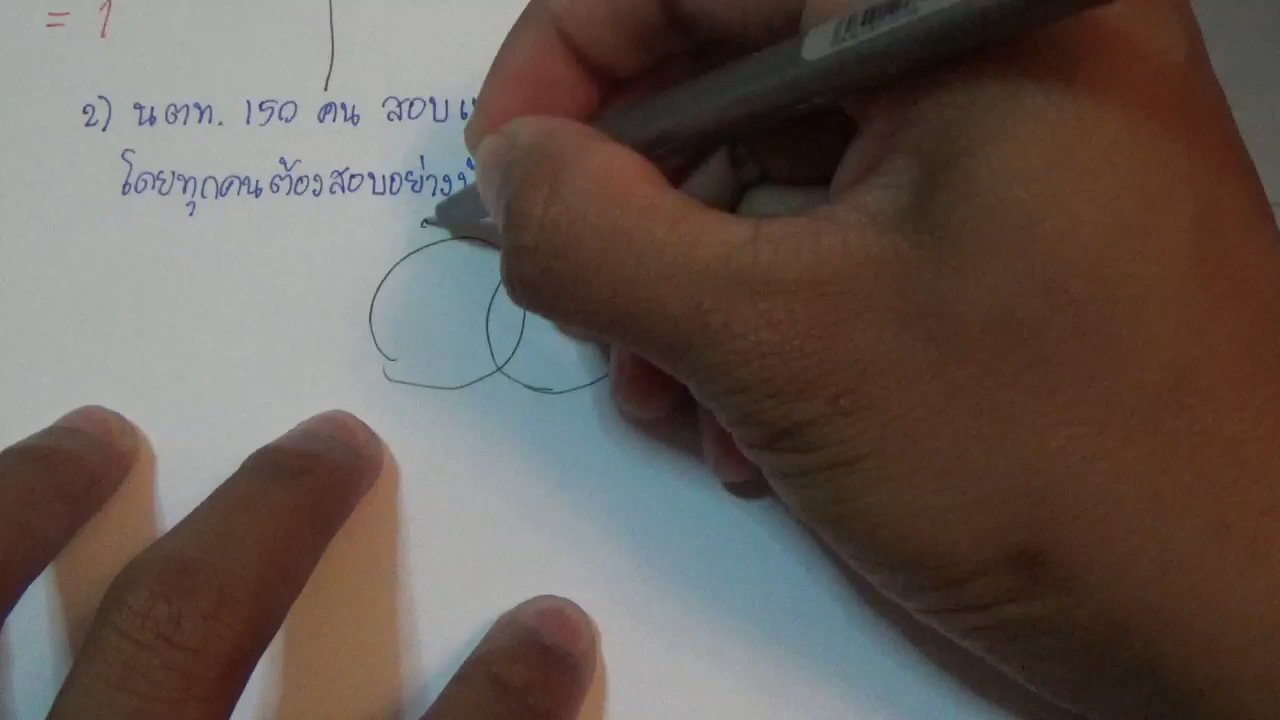 = 1
2) นตท. 150 คน สอบ
โดยทุกคนต้องสอบอย่าง